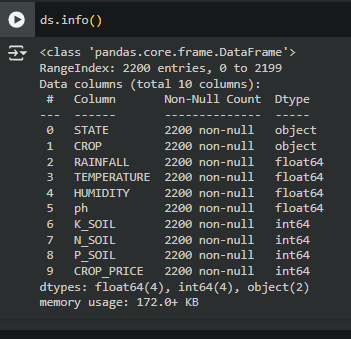 ds.info()
<class 'pandas.core.frame.DataFrame'>
RangeIndex: 2200 entries, 0 to 2199
Data columns (total 10 columns):
 #   Column       Non-Null Count  Dtype
---  ------       --------------  -----
 0   STATE        2200 non-null   object
 1   CROP         2200 non-null   object
 2   RAINFALL     2200 non-null   float64
 3   TEMPERATURE  2200 non-null   float64
 4   HUMIDITY     2200 non-null   float64
 5   ph           2200 non-null   float64
 6   K_SOIL       2200 non-null   int64
 7   N_SOIL       2200 non-null   int64
 8   P_SOIL       2200 non-null   int64
 9   CROP_PRICE   2200 non-null   int64
dtypes: float64(4), int64(4), object(2)
memory usage: 172.0+ KB